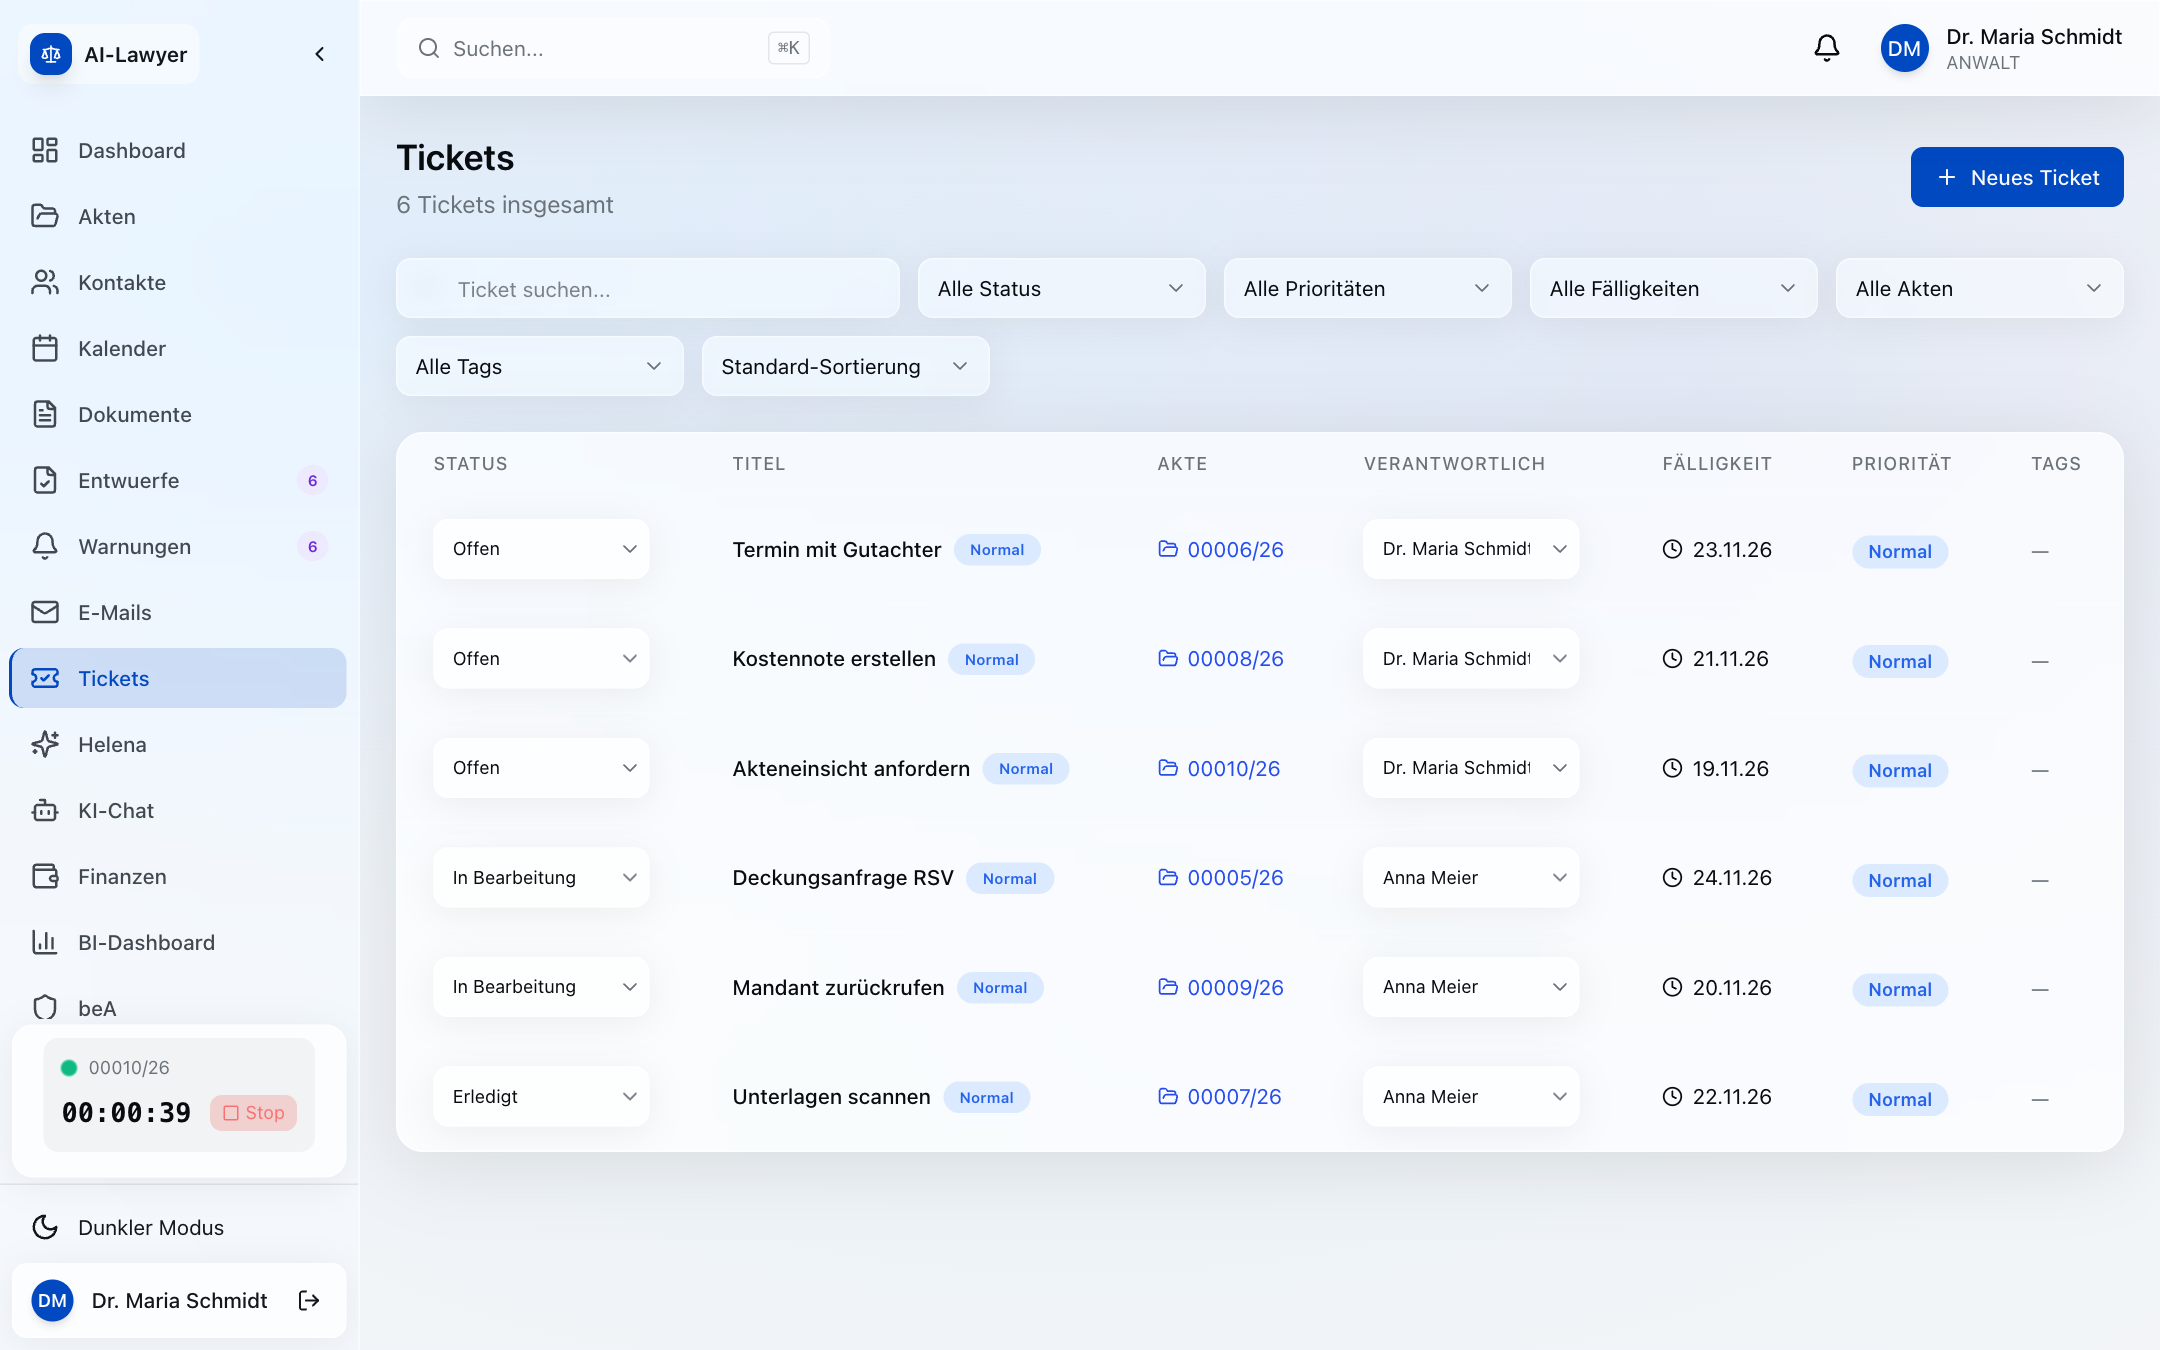 AI-Lawyer
Suchen...
⌘K
DM
Dr. Maria Schmidt
ANWALT
Dashboard
Akten
Kontakte
Kalender
Dokumente
Entwuerfe 6
Warnungen 6
E-Mails
Tickets
Helena
KI-Chat
Finanzen
BI-Dashboard
beA
00010/26
00:00:39 Stop
Dunkler Modus
DM Dr. Maria Schmidt
Tickets
6 Tickets insgesamt
Neues Ticket
Ticket suchen...
Alle Status
Alle Prioritäten
Alle Fälligkeiten
Alle Akten
Alle Tags
Standard-Sortierung
STATUS TITEL AKTE VERANTWORTLICH FÄLLIGKEIT PRIORITÄT TAGS
Offen Termin mit Gutachter Normal 00006/26 Dr. Maria Schmidt 23.11.26 Normal —
Offen Kostennote erstellen Normal 00008/26 Dr. Maria Schmidt 21.11.26 Normal —
Offen Akteneinsicht anfordern Normal 00010/26 Dr. Maria Schmidt 19.11.26 Normal —
In Bearbeitung Deckungsanfrage RSV Normal 00005/26 Anna Meier 24.11.26 Normal —
In Bearbeitung Mandant zurückrufen Normal 00009/26 Anna Meier 20.11.26 Normal —
Erledigt Unterlagen scannen Normal 00007/26 Anna Meier 22.11.26 Normal —